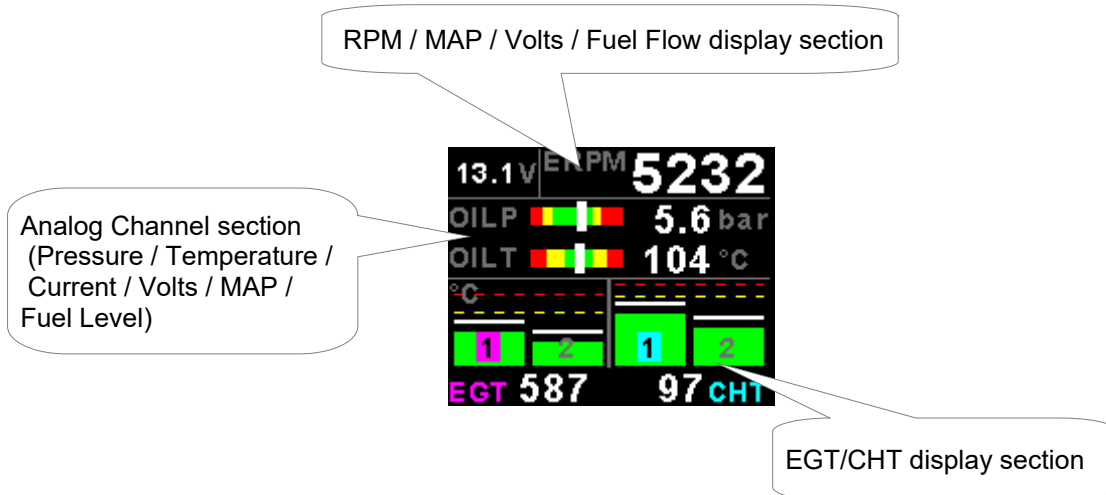 RPM / MAP / Volts / Fuel Flow display section
13.1V ERPM 5232
OILP 5.6 bar
OILT 104 °C
Analog Channel section
(Pressure / Temperature /
Current / Volts / MAP /
Fuel Level)
°C
1 2 1 2
EGT 587 97 CHT
EGT/CHT display section